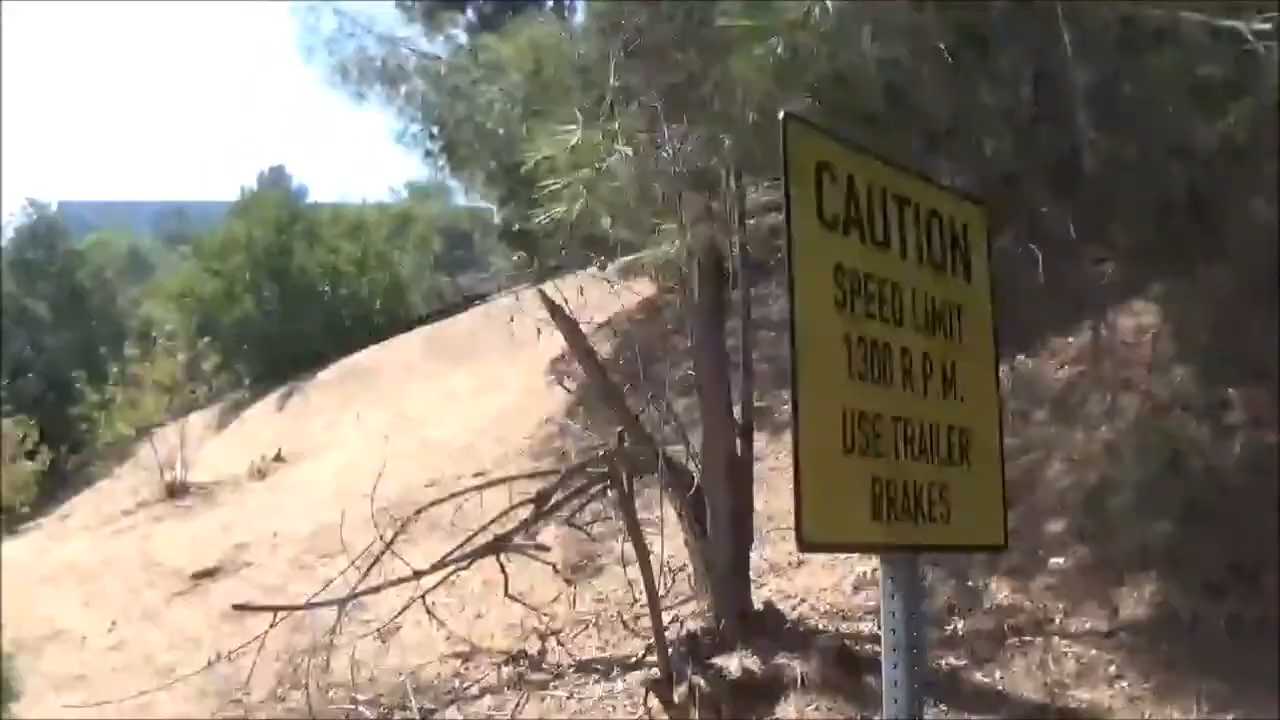 CAUTION
SPEED LIMIT
1300 R.P.M.
USE TRAILER
BRAKES